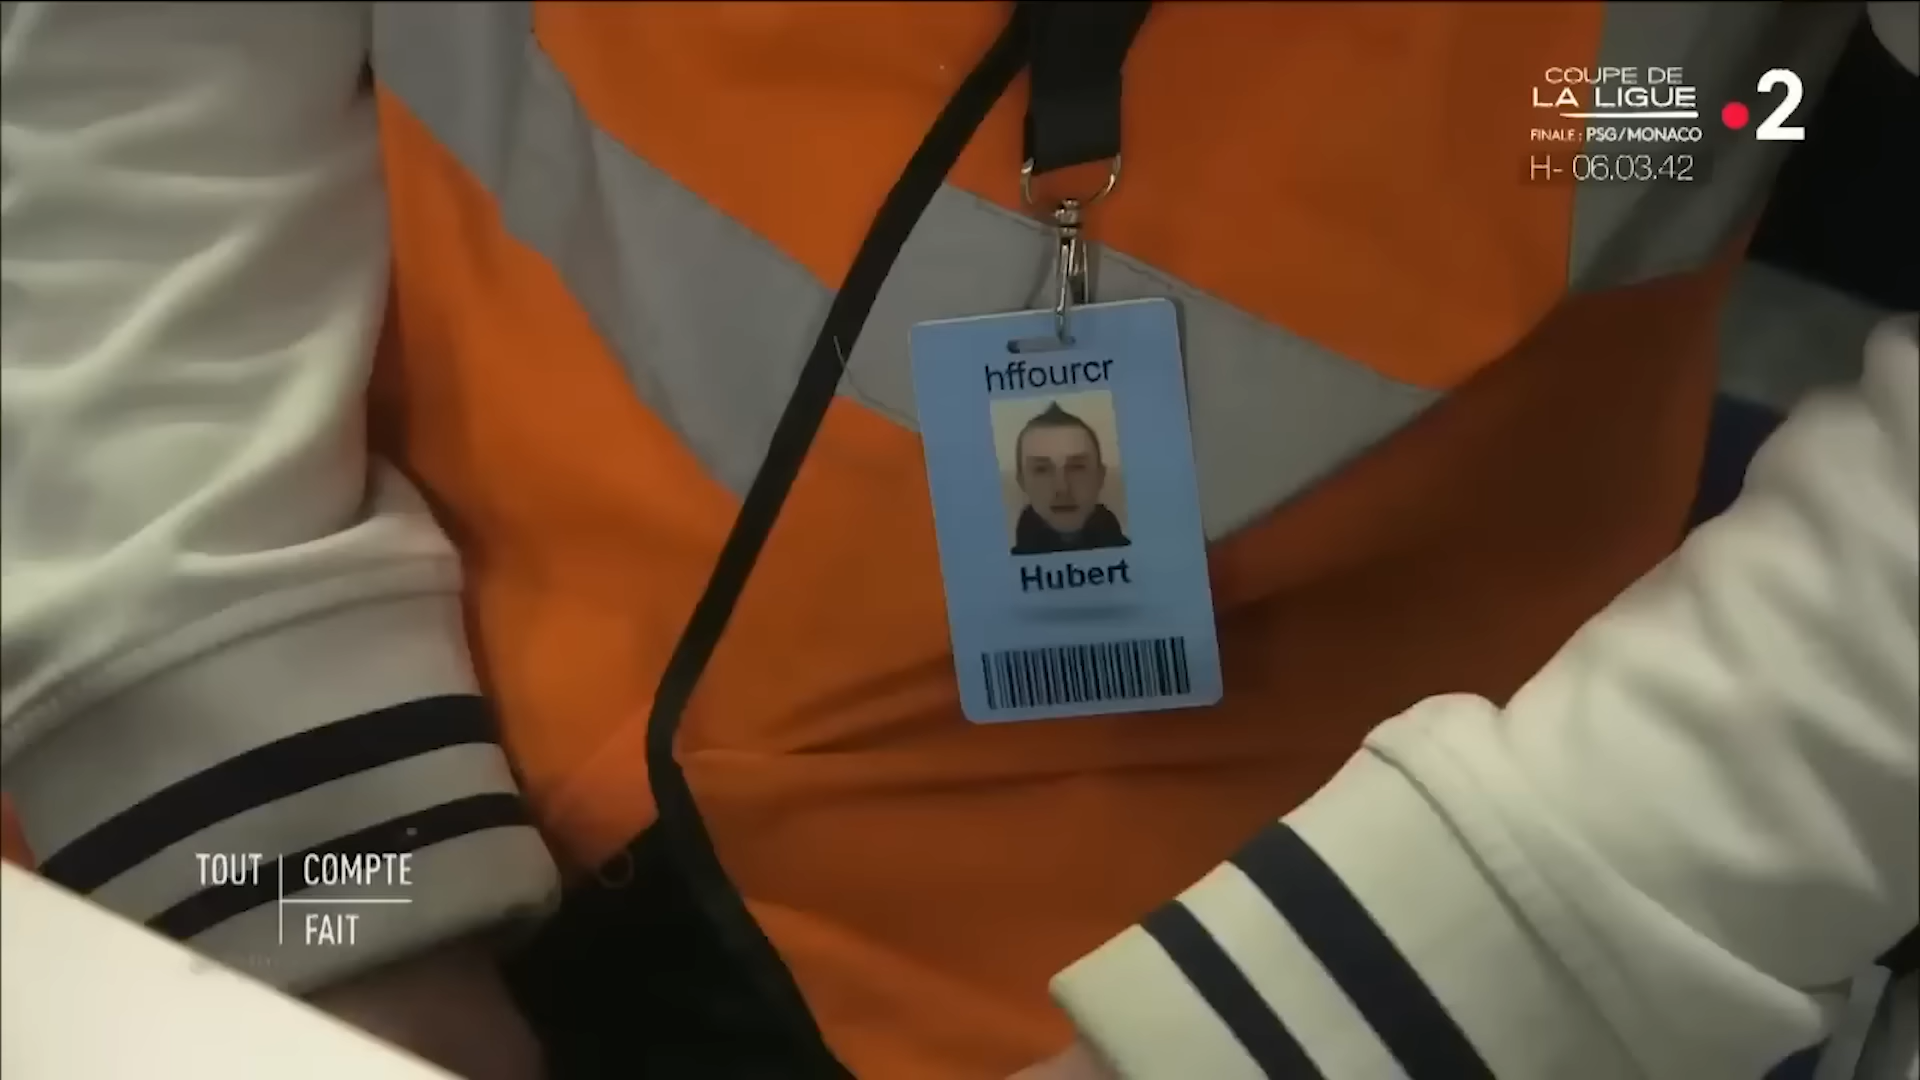 COUPE DE
LA LIGUE
FINALE : PSG/MONACO
H- 06.03.42
2
hffourcr
Hubert
TOUT COMPTE
FAIT